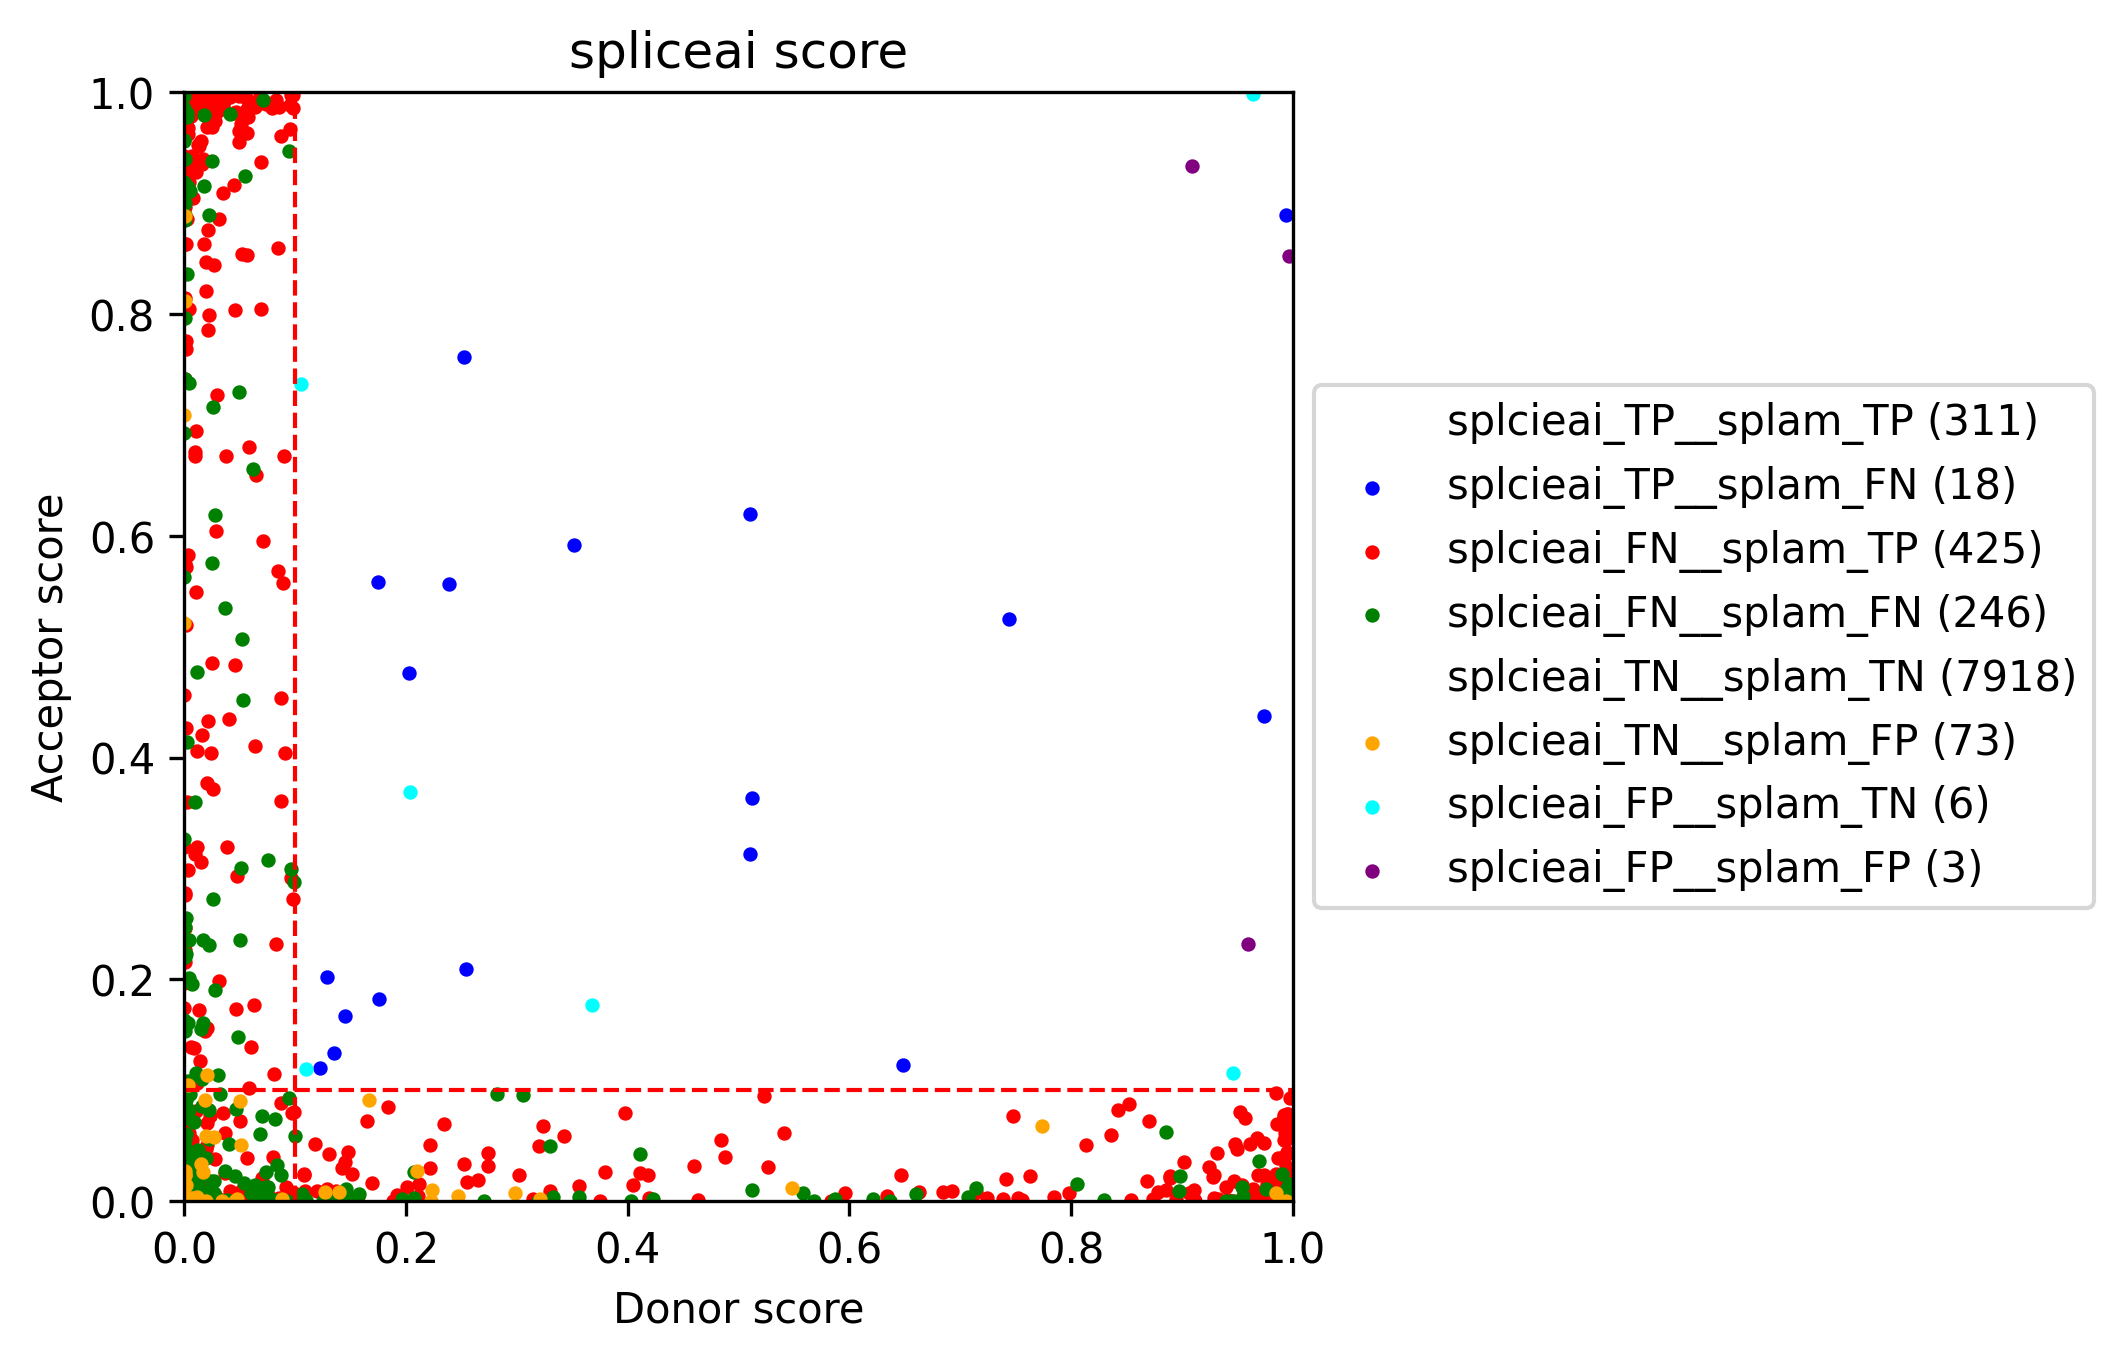 spliceai score
1.0
0.8
0.6
0.4
0.2
0.0
Acceptor score
0.0 0.2 0.4 0.6 0.8 1.0
Donor score
splcieai_TP__splam_TP (311)
splcieai_TP__splam_FN (18)
splcieai_FN__splam_TP (425)
splcieai_FN__splam_FN (246)
splcieai_TN__splam_TN (7918)
splcieai_TN__splam_FP (73)
splcieai_FP__splam_TN (6)
splcieai_FP__splam_FP (3)